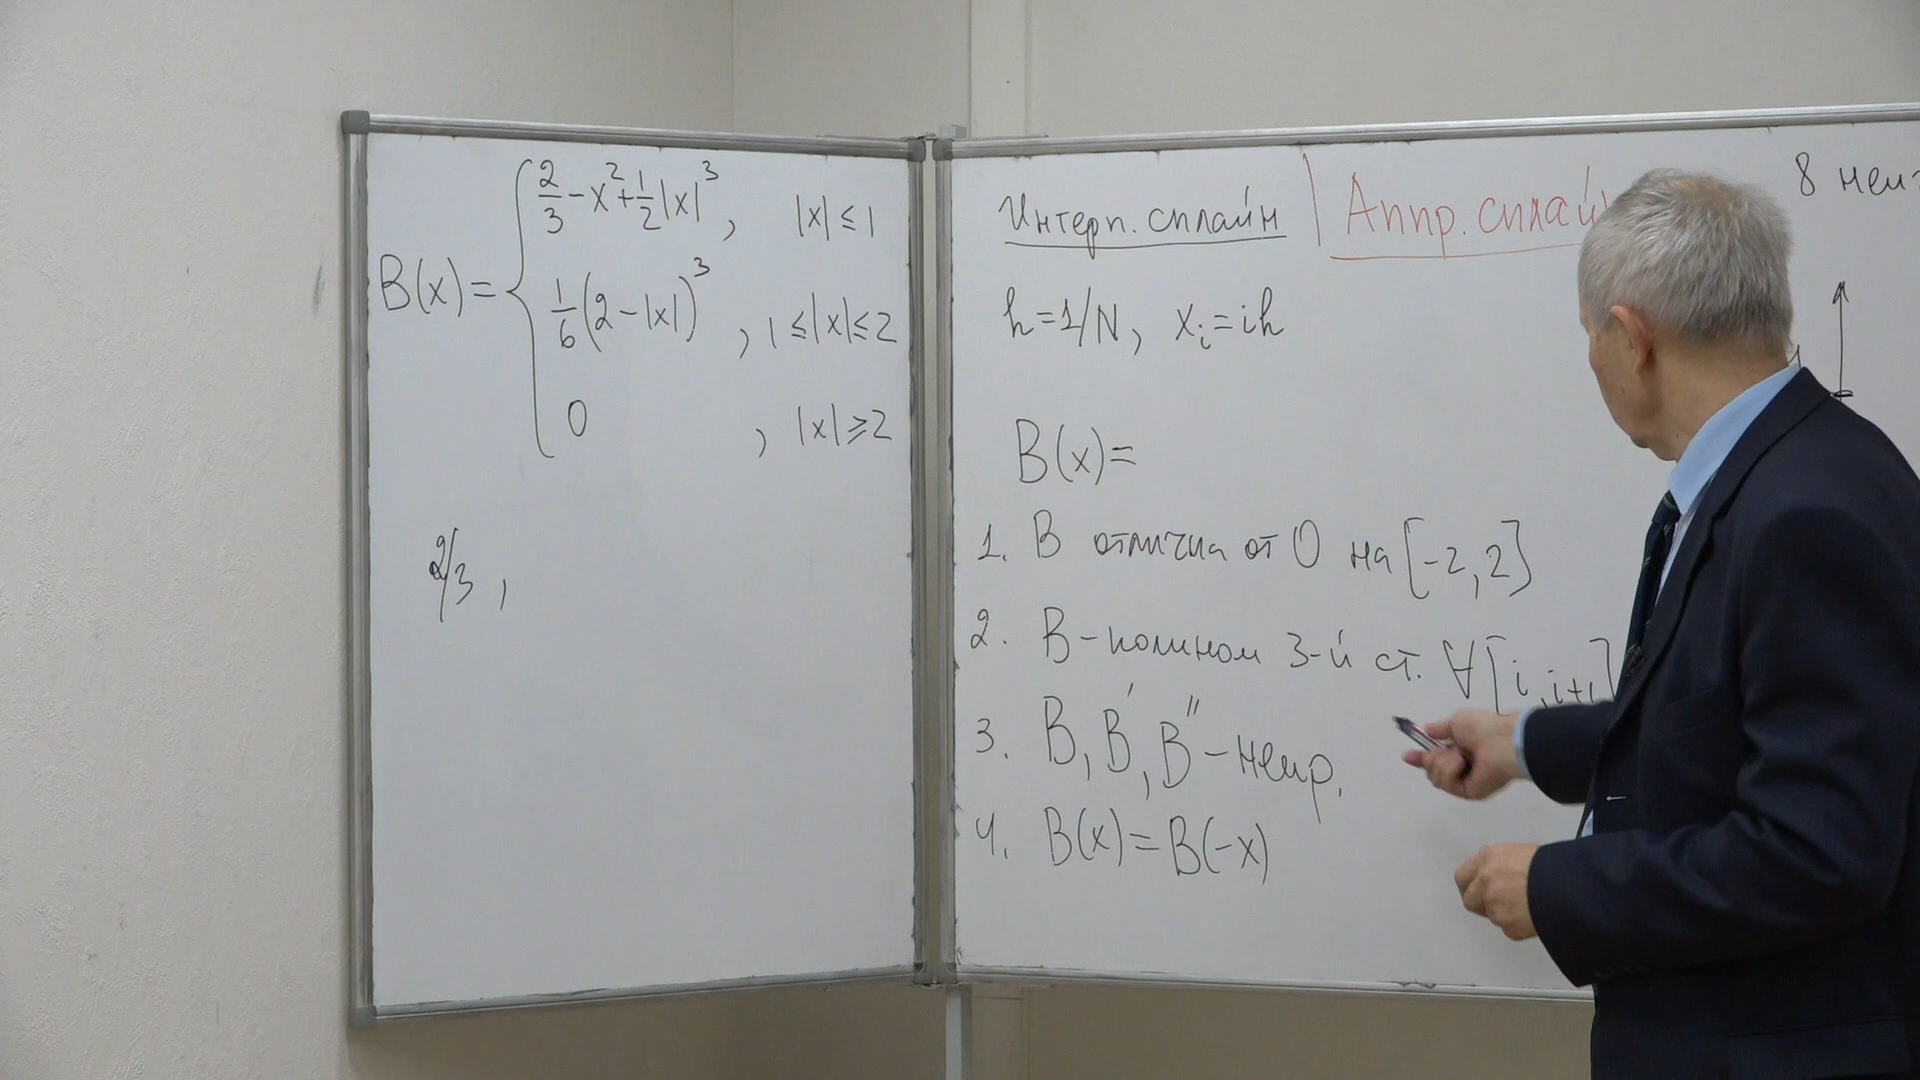 B(x) = { 2/3 - x² + 1/2|x|³ , |x| ≤ 1
1/6(2 - |x|)³ , 1 ≤ |x| ≤ 2
0 , |x| ⩾ 2
2/3 ,
Интерп. сплайн | Аппр. сплай
h = 1/N, xᵢ = ih
B(x) =
1. B отлична от 0 на [-2, 2]
2. B - полином 3-й ст. ∀[i, i+1]
3. B, B', B'' - непр.
4. B(x) = B(-x)
8
1